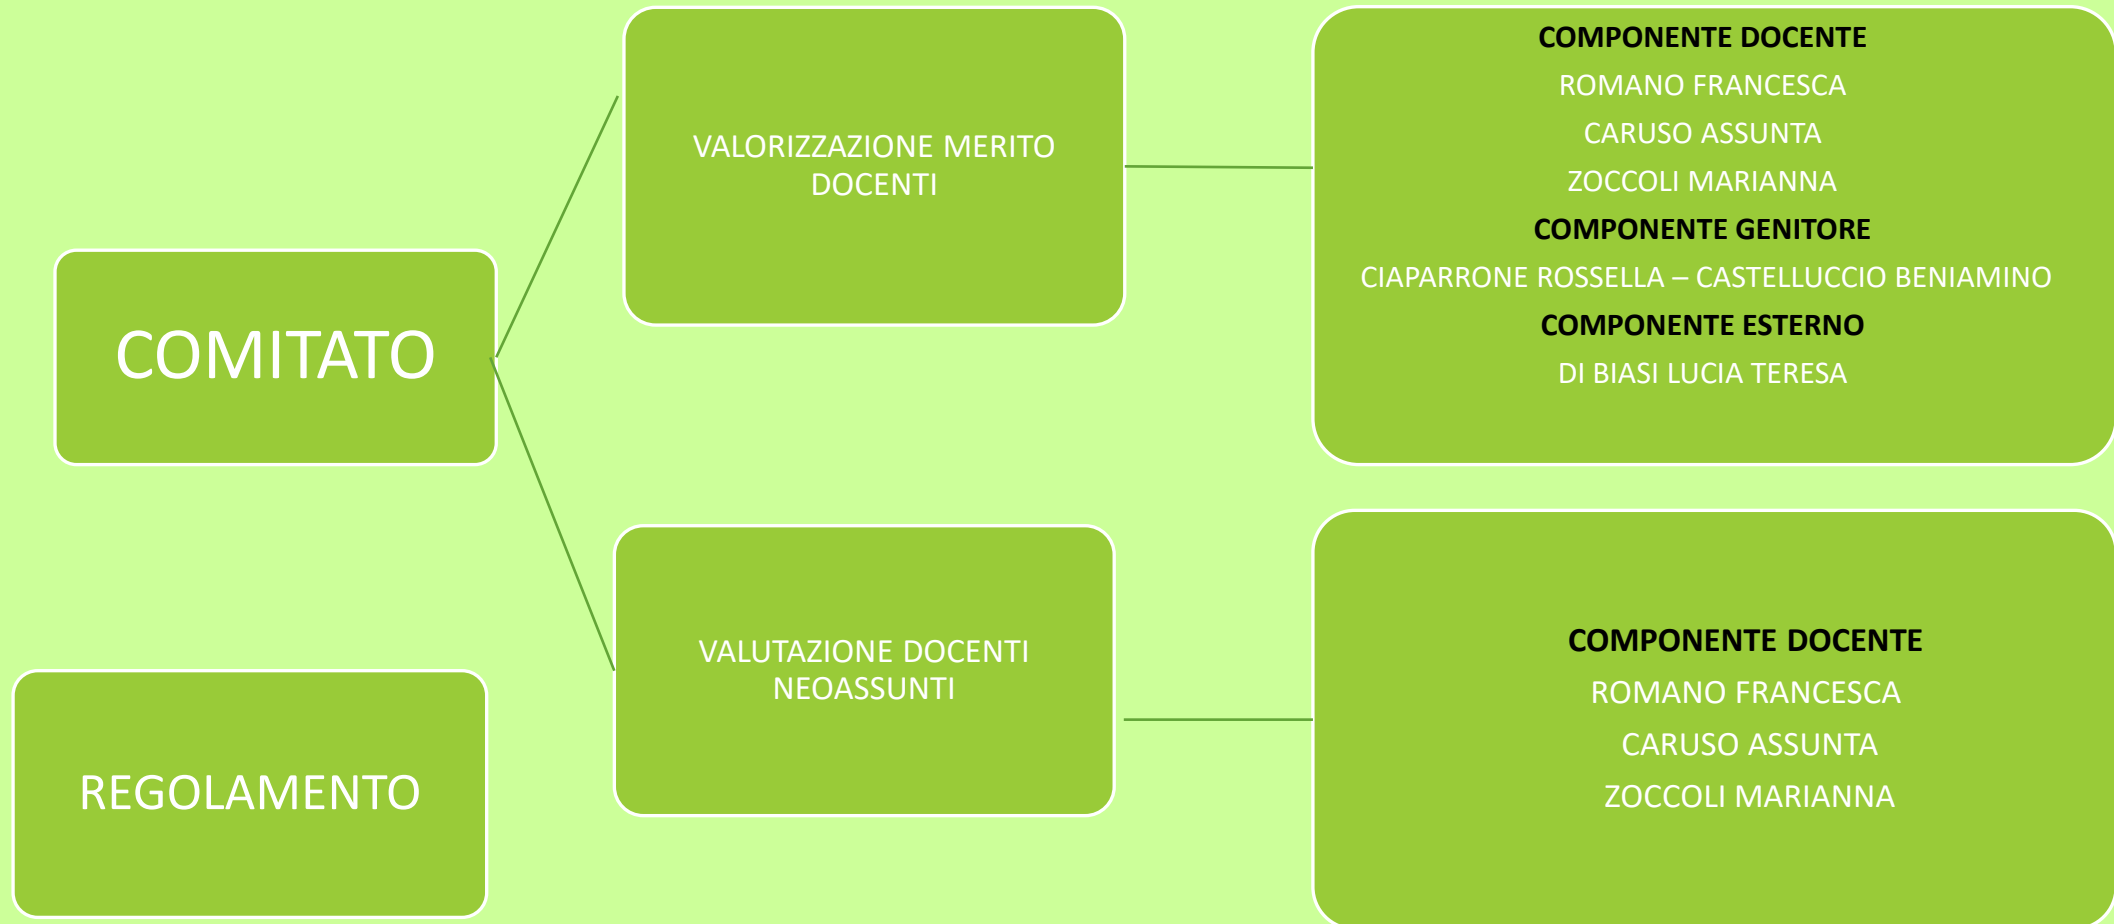 COMITATO
VALORIZZAZIONE MERITO
DOCENTI
COMPONENTE DOCENTE
ROMANO FRANCESCA
CARUSO ASSUNTA
ZOCCOLI MARIANNA
COMPONENTE GENITORE
CIAPARRONE ROSSELLA – CASTELLUCCIO BENIAMINO
COMPONENTE ESTERNO
DI BIASI LUCIA TERESA
VALUTAZIONE DOCENTI
NEOASSUNTI
COMPONENTE DOCENTE
ROMANO FRANCESCA
CARUSO ASSUNTA
ZOCCOLI MARIANNA
REGOLAMENTO